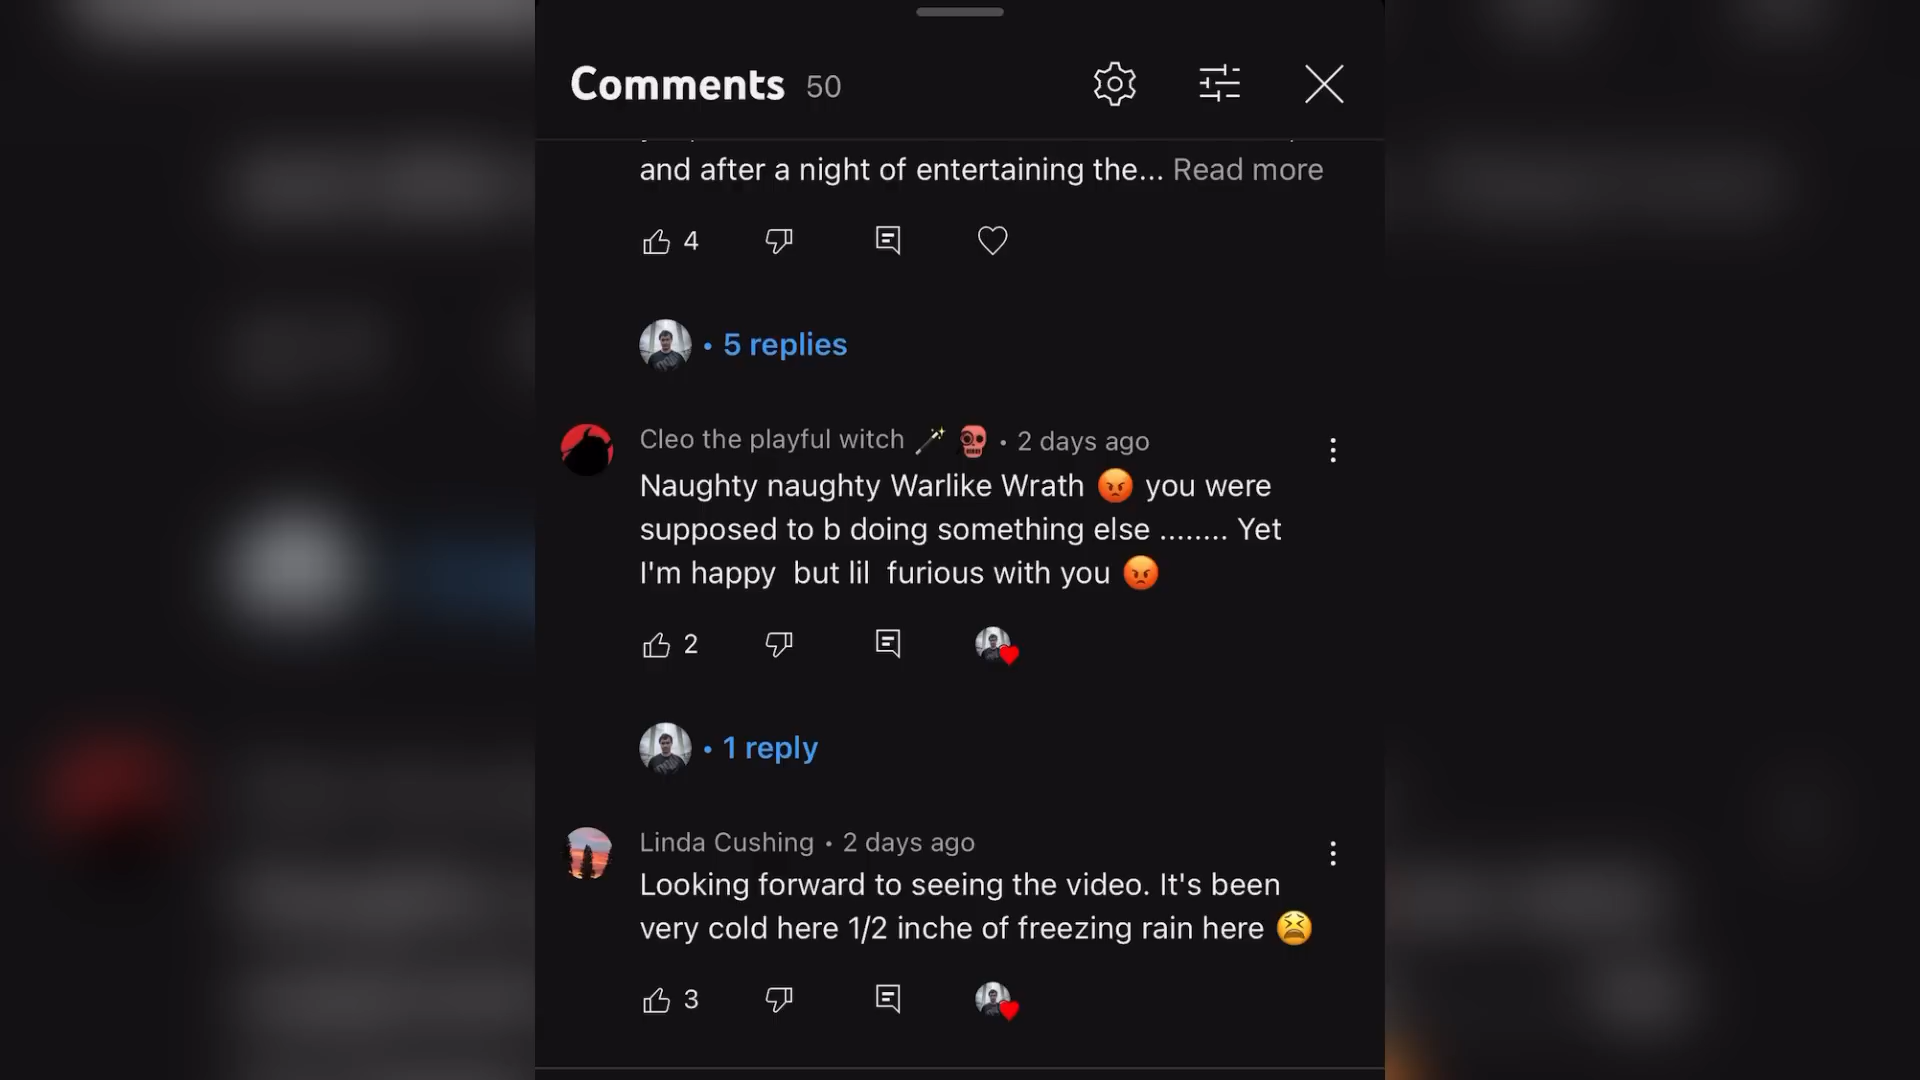 Comments 50
and after a night of entertaining the... Read more
4
• 5 replies
Cleo the playful witch 🪄 💀 • 2 days ago
Naughty naughty Warlike Wrath 😡 you were
supposed to b doing something else ........ Yet
I'm happy  but lil  furious with you 😡
2
• 1 reply
Linda Cushing • 2 days ago
Looking forward to seeing the video. It's been
very cold here 1/2 inche of freezing rain here 😫
3